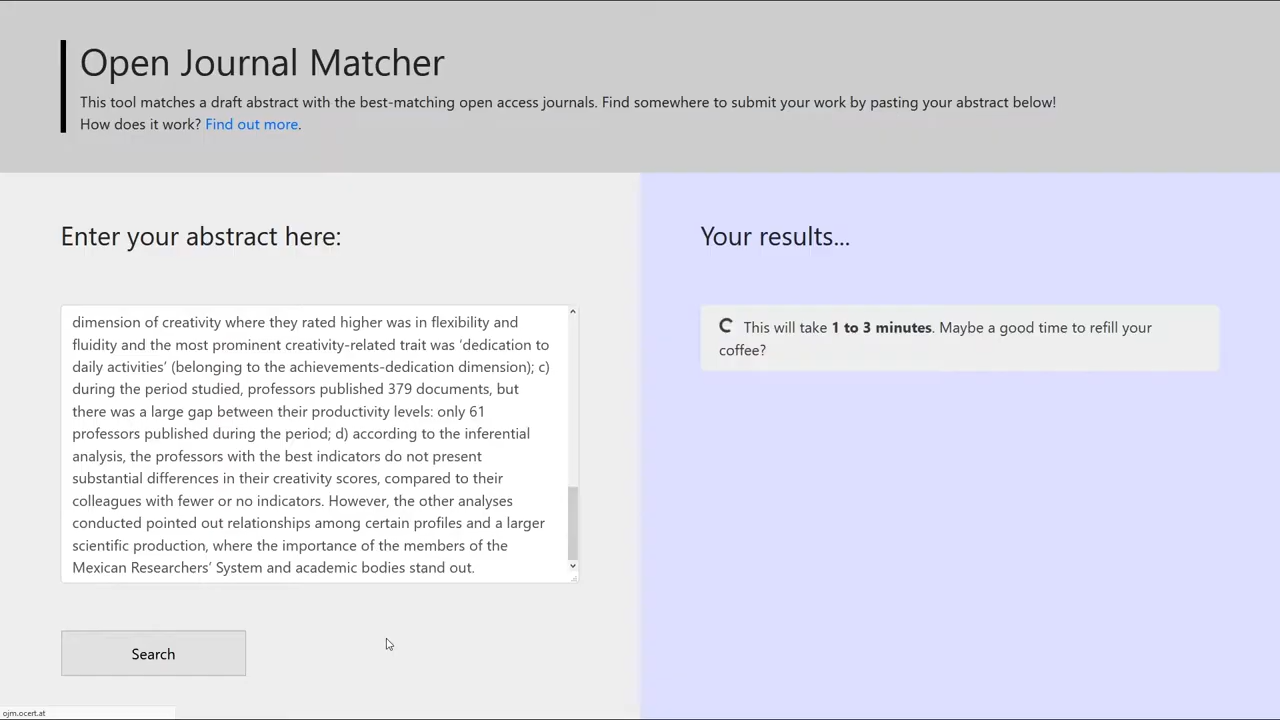 Open Journal Matcher
This tool matches a draft abstract with the best-matching open access journals. Find somewhere to submit your work by pasting your abstract below!
How does it work? Find out more.
Enter your abstract here:
dimension of creativity where they rated higher was in flexibility and
fluidity and the most prominent creativity-related trait was ‘dedication to
daily activities’ (belonging to the achievements-dedication dimension); c)
during the period studied, professors published 379 documents, but
there was a large gap between their productivity levels: only 61
professors published during the period; d) according to the inferential
analysis, the professors with the best indicators do not present
substantial differences in their creativity scores, compared to their
colleagues with fewer or no indicators. However, the other analyses
conducted pointed out relationships among certain profiles and a larger
scientific production, where the importance of the members of the
Mexican Researchers’ System and academic bodies stand out.
Search
Your results...
This will take 1 to 3 minutes. Maybe a good time to refill your
coffee?
ojm.ocert.at